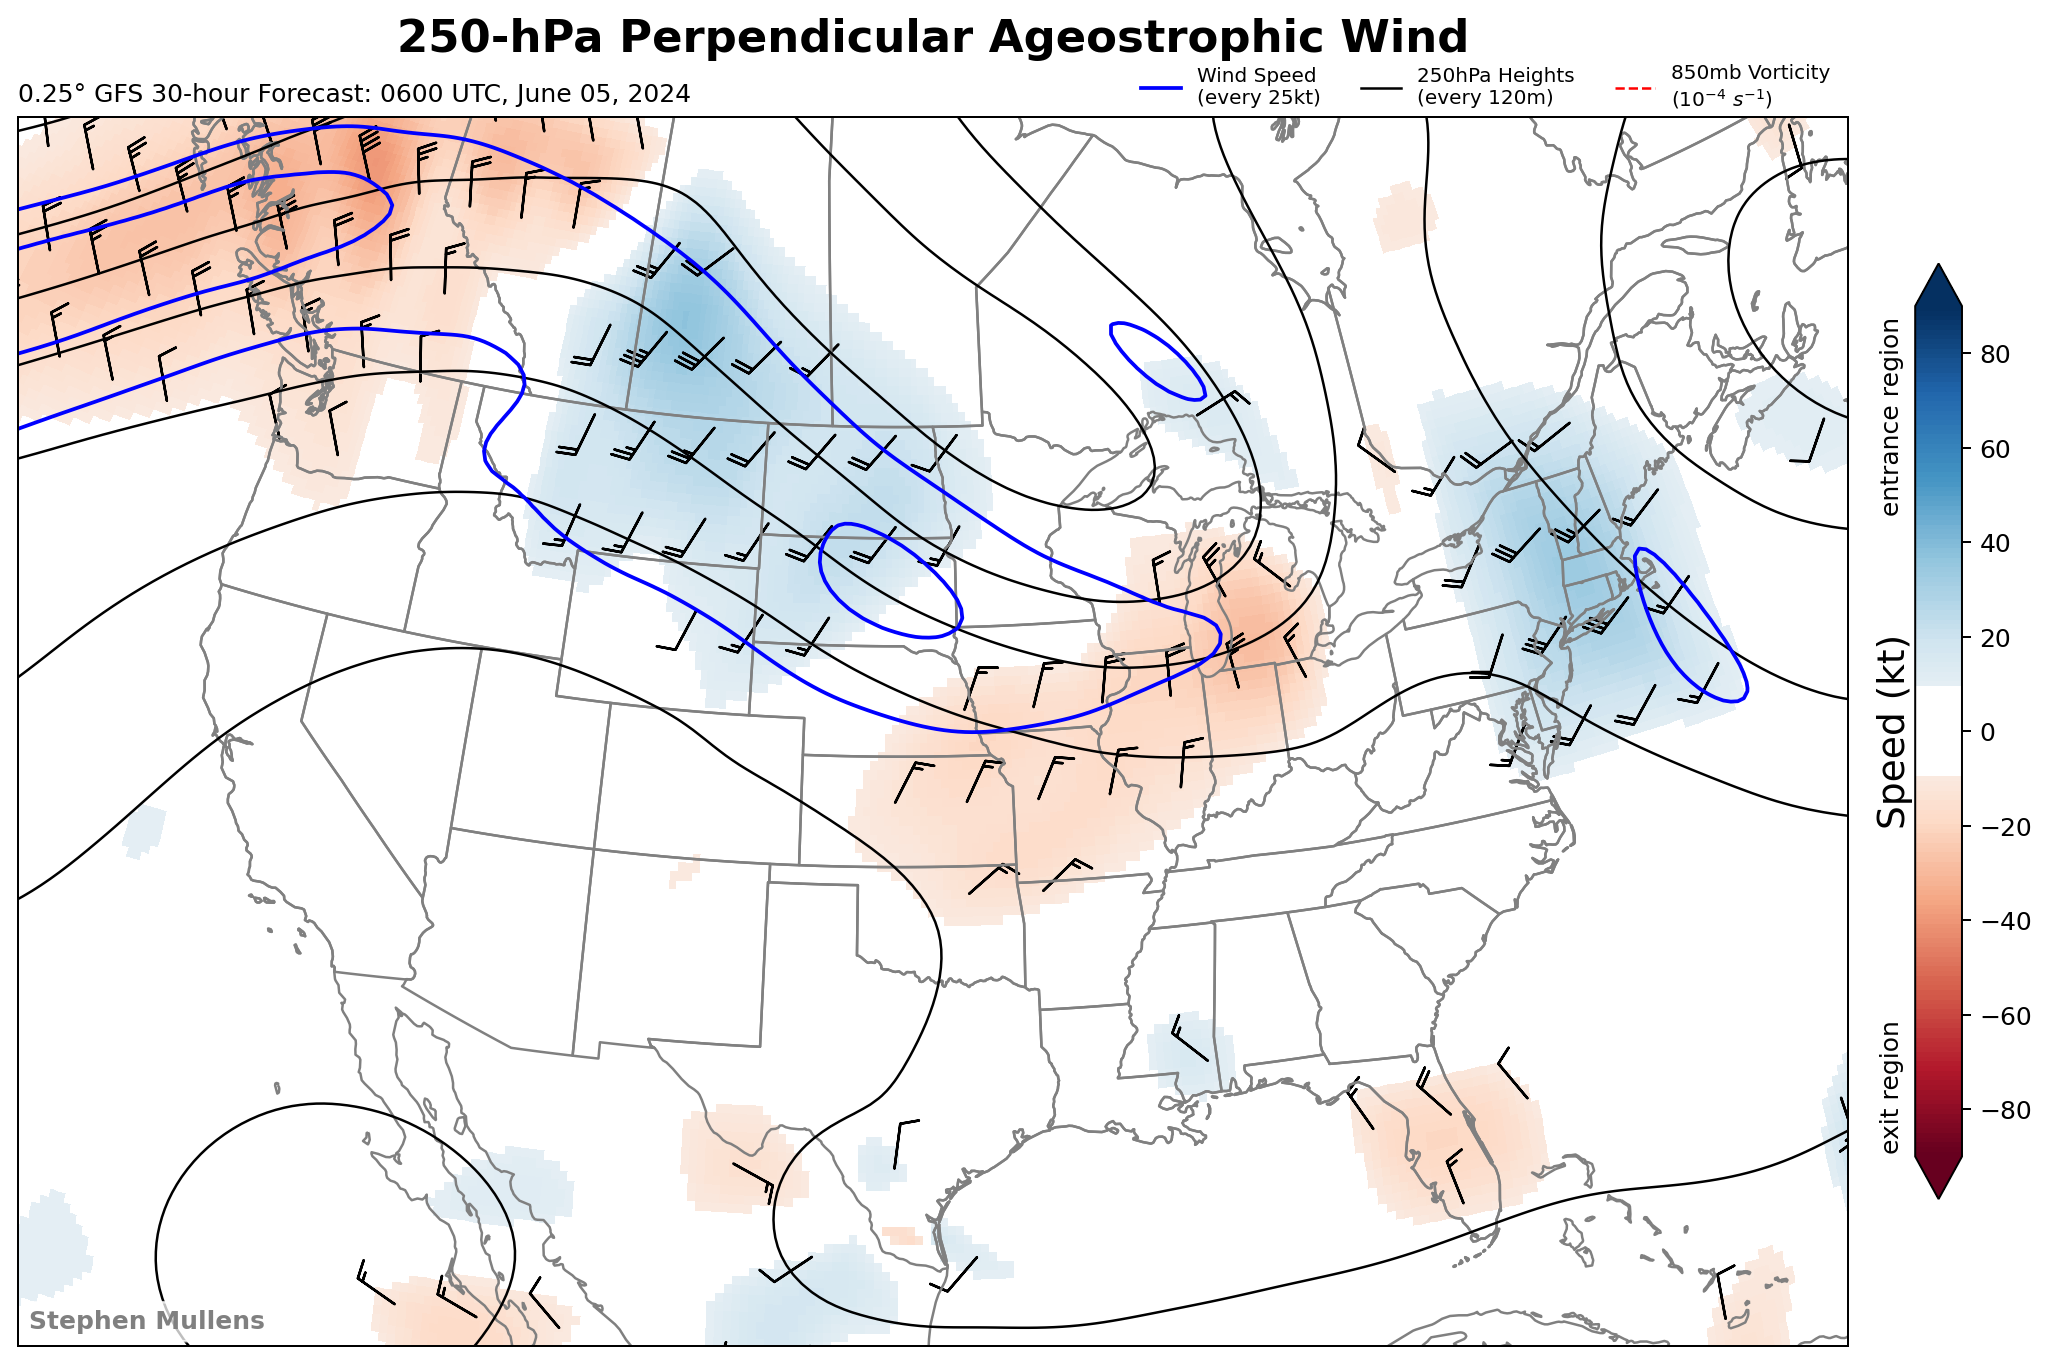 250-hPa Perpendicular Ageostrophic Wind
0.25° GFS 30-hour Forecast: 0600 UTC, June 05, 2024
Wind Speed
(every 25kt)
250hPa Heights
(every 120m)
850mb Vorticity
(10⁻⁴ s⁻¹)
entrance region
Speed (kt)
exit region
80
60
40
20
0
−20
−40
−60
−80
Stephen Mullens